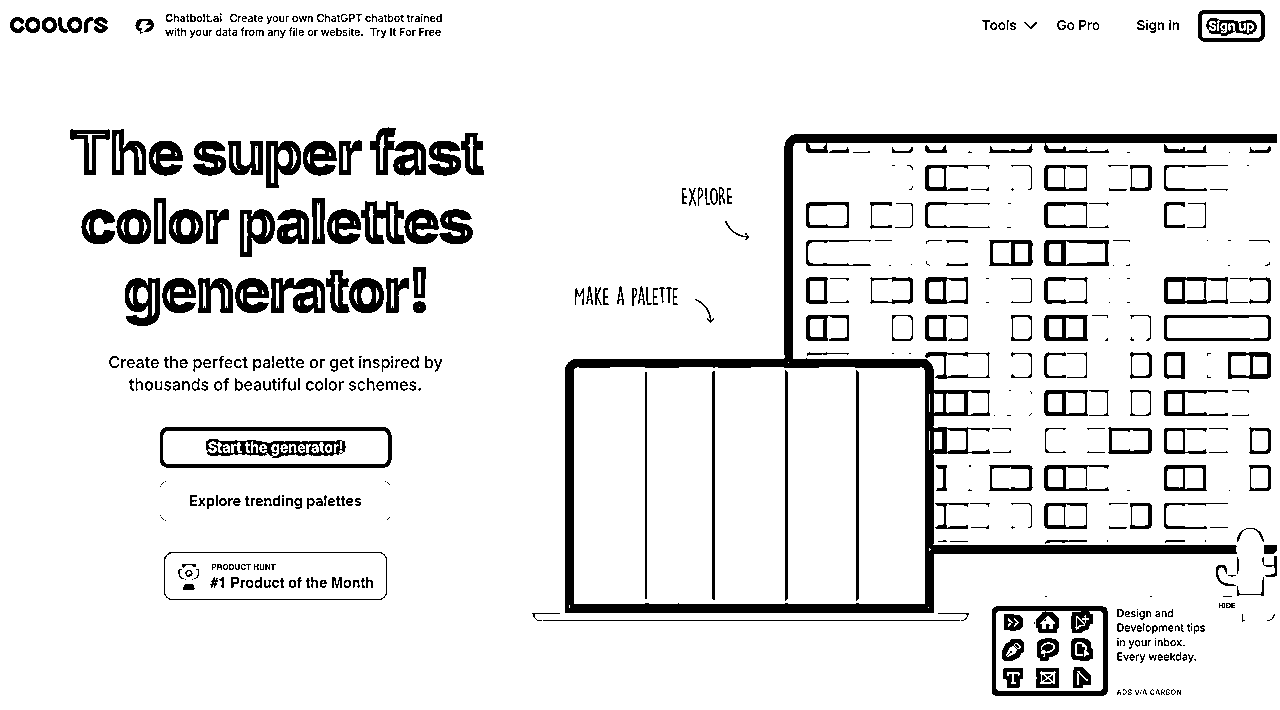 coolors
Chatbolt.ai Create your own ChatGPT chatbot trained
with your data from any file or website. Try It For Free
Tools
Go Pro
Sign in
Sign up
The super fast
color palettes
generator!
Create the perfect palette or get inspired by
thousands of beautiful color schemes.
Start the generator!
Explore trending palettes
PRODUCT HUNT
#1 Product of the Month
EXPLORE
MAKE A PALETTE
HIDE
Design and
Development tips
in your inbox.
Every weekday.
ADS VIA CARBON